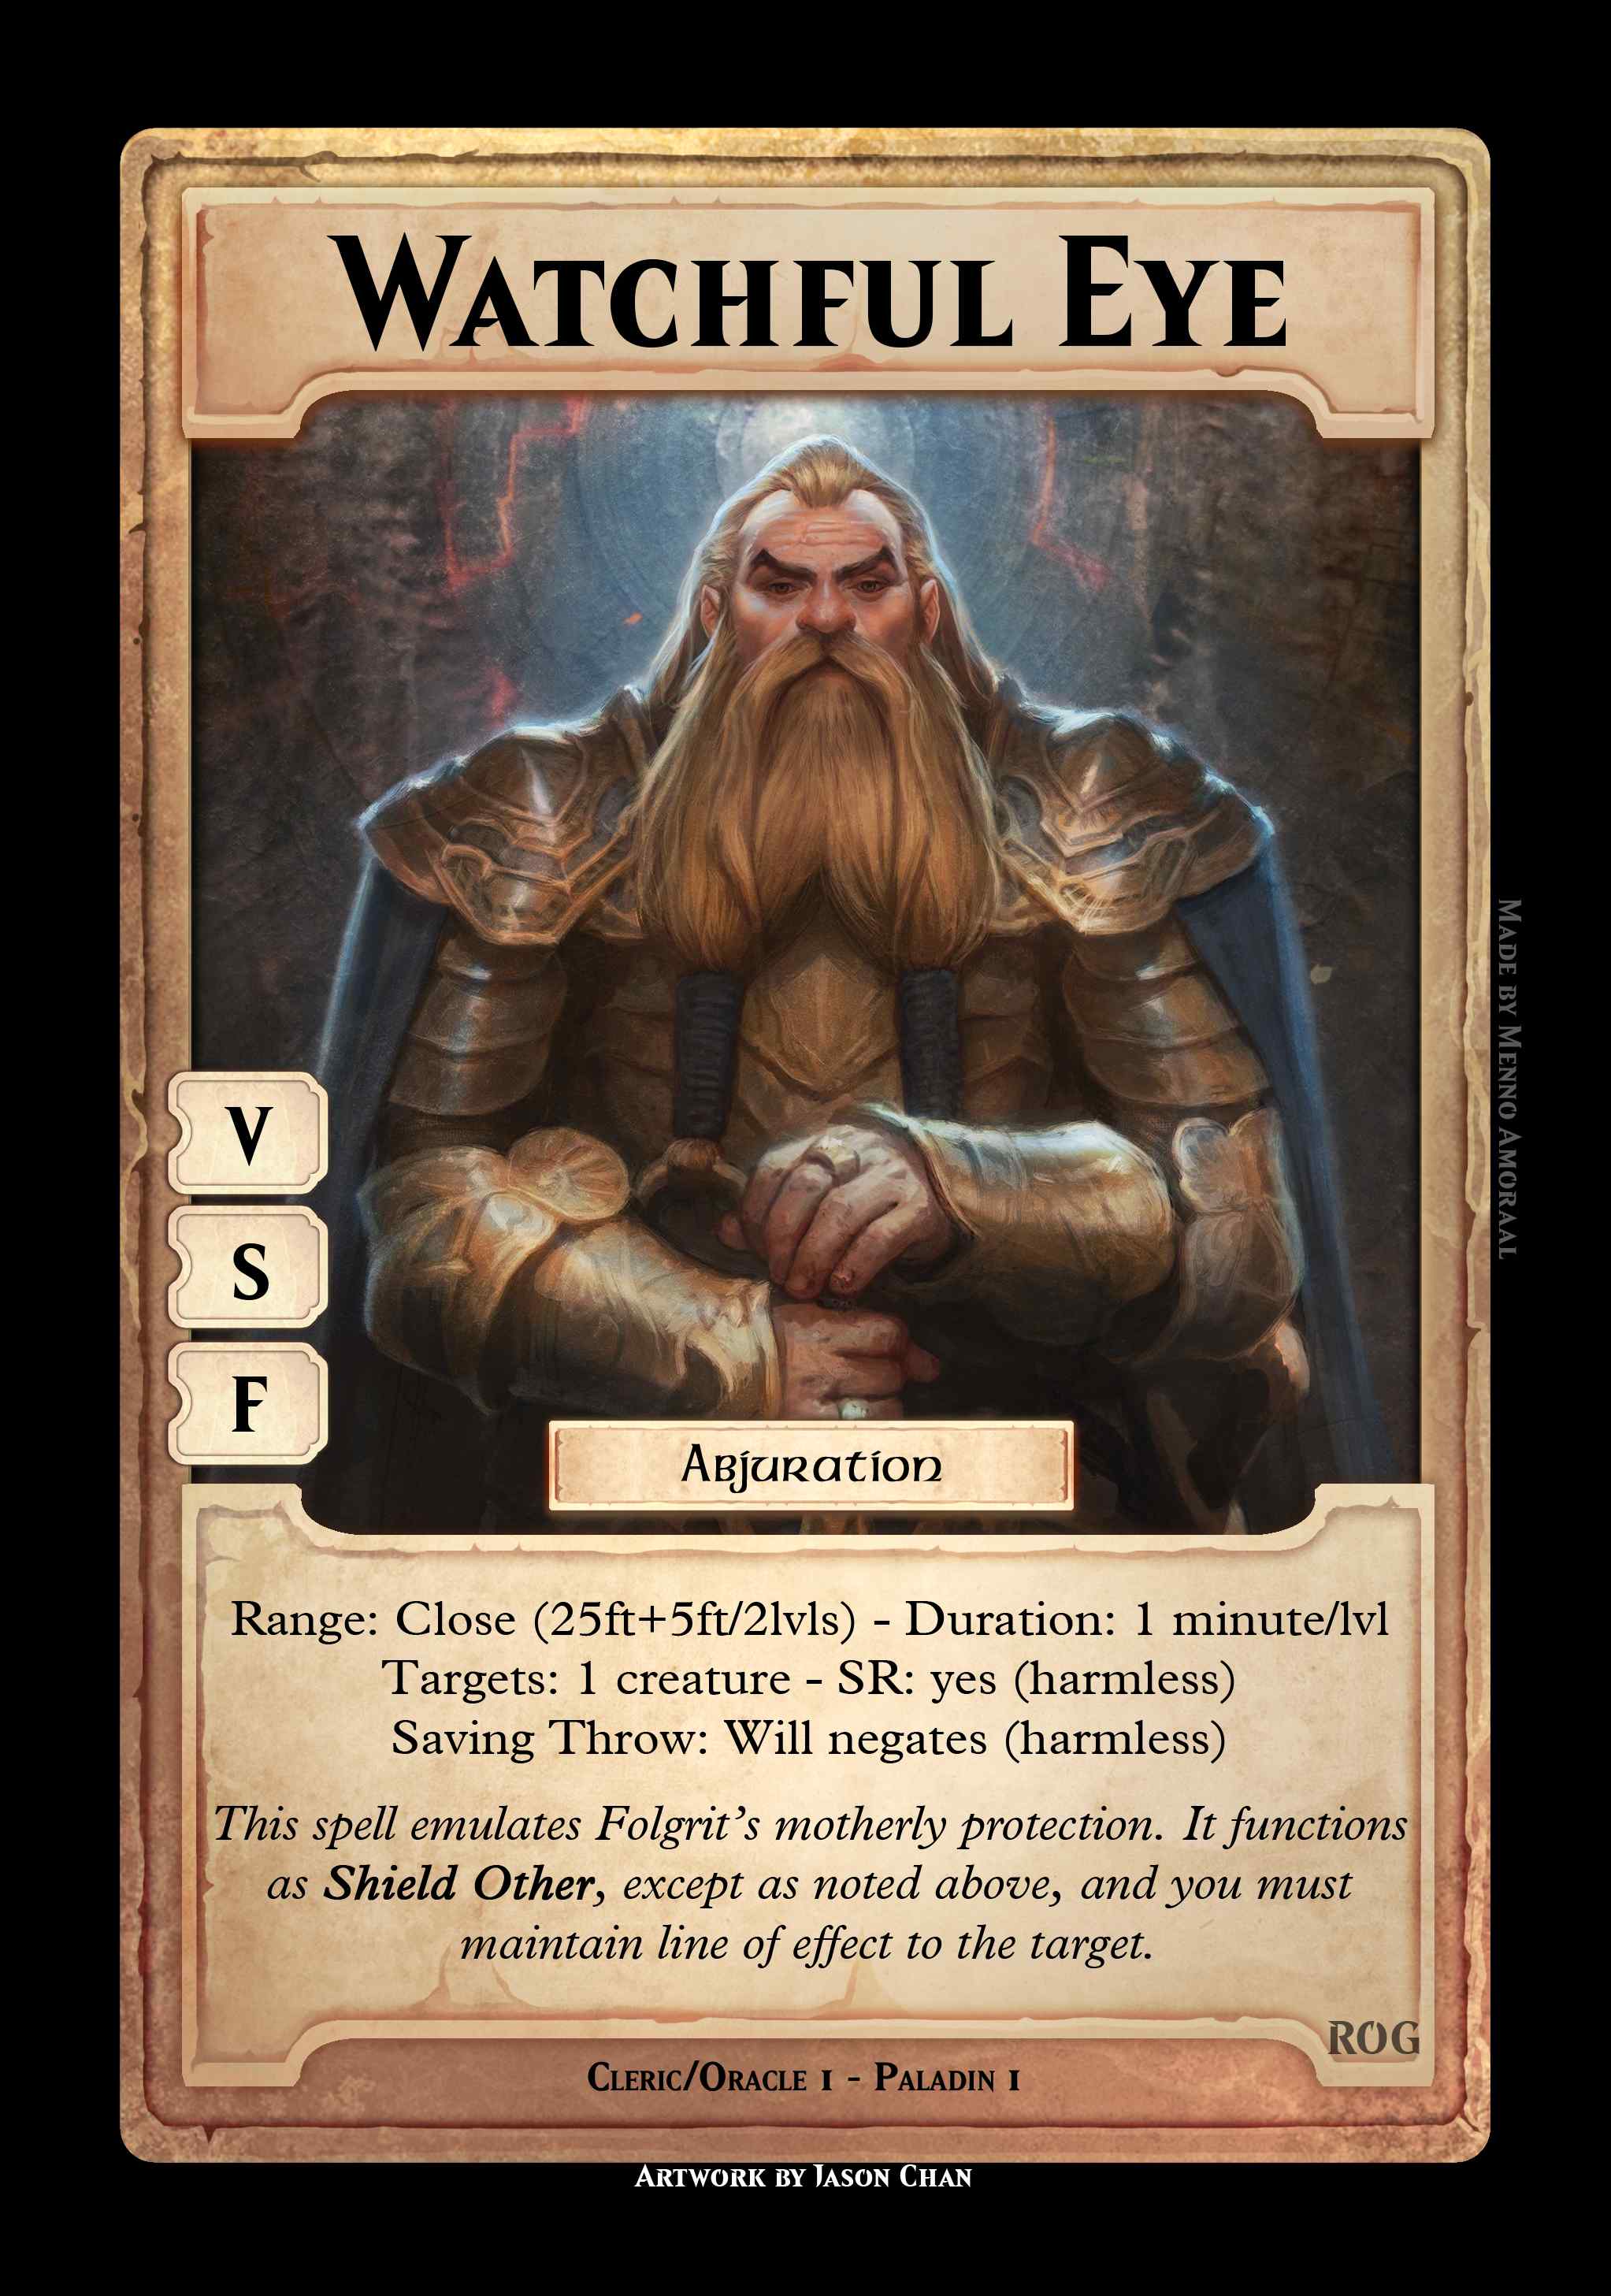 Watchful Eye
V
S
F
Abjuration
Range: Close (25ft+5ft/2lvls) - Duration: 1 minute/lvl
Targets: 1 creature - SR: yes (harmless)
Saving Throw: Will negates (harmless)
This spell emulates Folgrit's motherly protection. It functions
as Shield Other, except as noted above, and you must
maintain line of effect to the target.
ROG
Cleric/Oracle 1 - Paladin 1
Artwork by Jason Chan
Made by Menno Amoraal